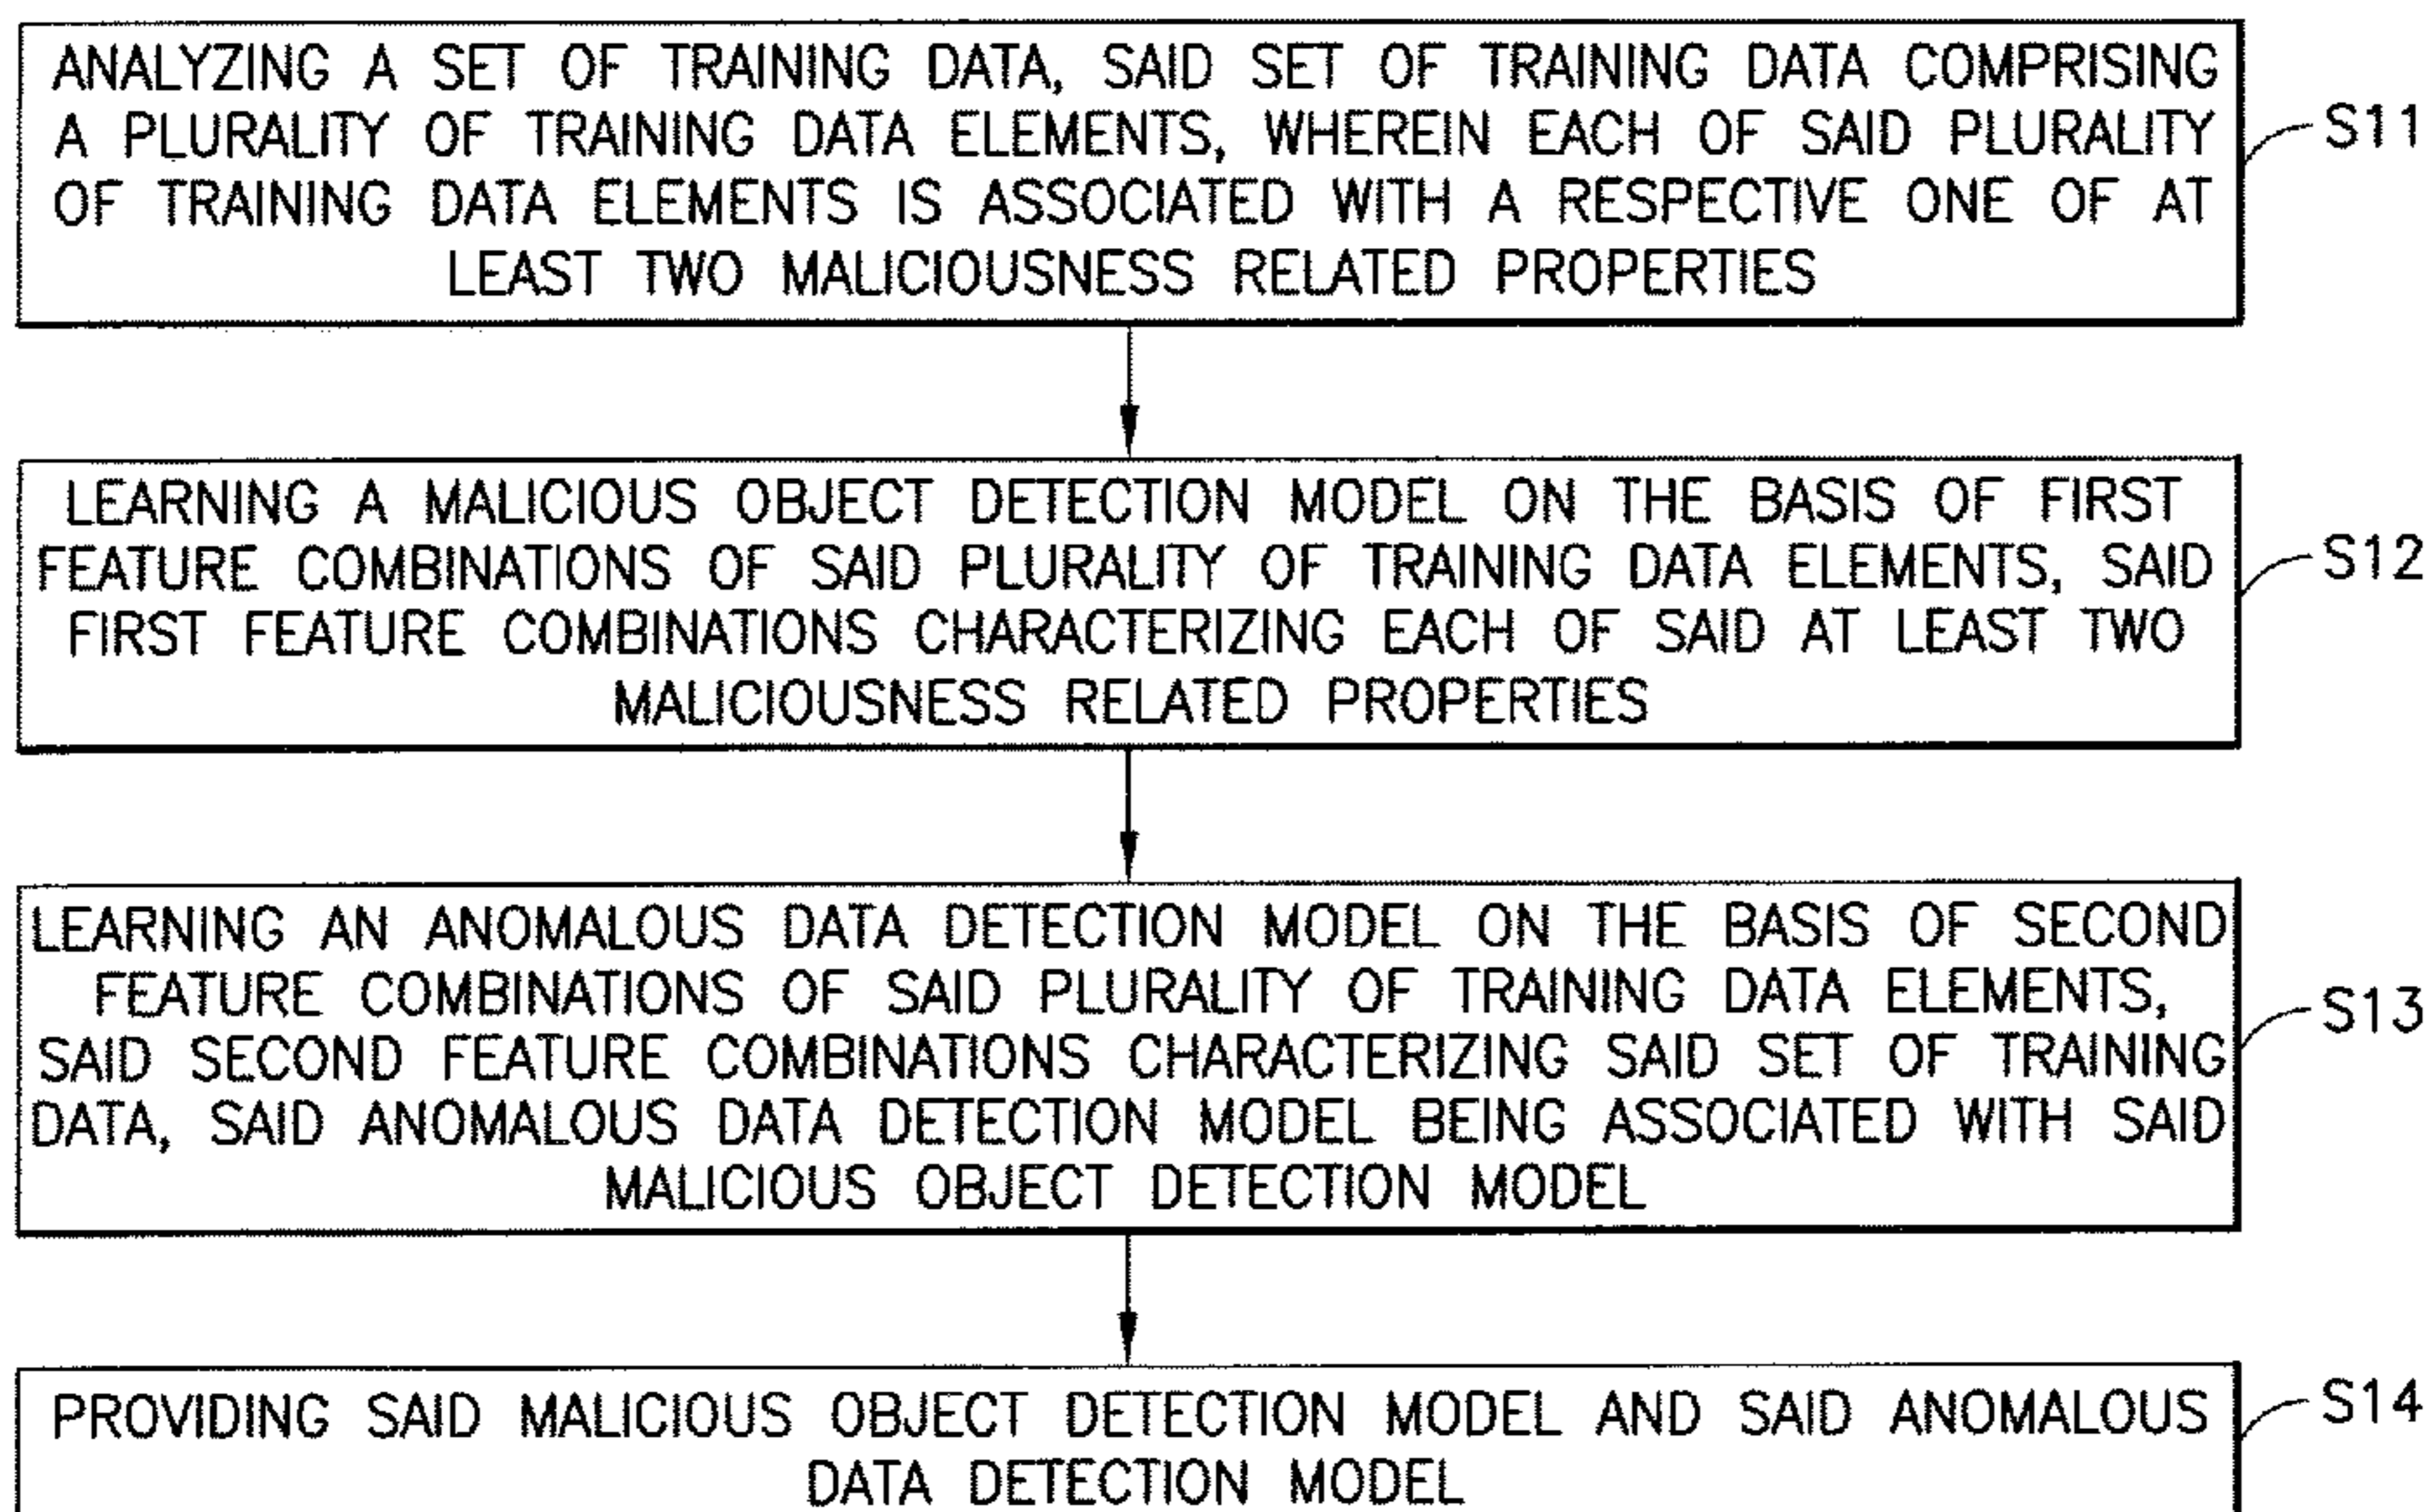 ANALYZING A SET OF TRAINING DATA, SAID SET OF TRAINING DATA COMPRISING
A PLURALITY OF TRAINING DATA ELEMENTS, WHEREIN EACH OF SAID PLURALITY
OF TRAINING DATA ELEMENTS IS ASSOCIATED WITH A RESPECTIVE ONE OF AT
LEAST TWO MALICIOUSNESS RELATED PROPERTIES
S11
LEARNING A MALICIOUS OBJECT DETECTION MODEL ON THE BASIS OF FIRST
FEATURE COMBINATIONS OF SAID PLURALITY OF TRAINING DATA ELEMENTS, SAID
FIRST FEATURE COMBINATIONS CHARACTERIZING EACH OF SAID AT LEAST TWO
MALICIOUSNESS RELATED PROPERTIES
S12
LEARNING AN ANOMALOUS DATA DETECTION MODEL ON THE BASIS OF SECOND
FEATURE COMBINATIONS OF SAID PLURALITY OF TRAINING DATA ELEMENTS,
SAID SECOND FEATURE COMBINATIONS CHARACTERIZING SAID SET OF TRAINING
DATA, SAID ANOMALOUS DATA DETECTION MODEL BEING ASSOCIATED WITH SAID
MALICIOUS OBJECT DETECTION MODEL
S13
PROVIDING SAID MALICIOUS OBJECT DETECTION MODEL AND SAID ANOMALOUS
DATA DETECTION MODEL
S14